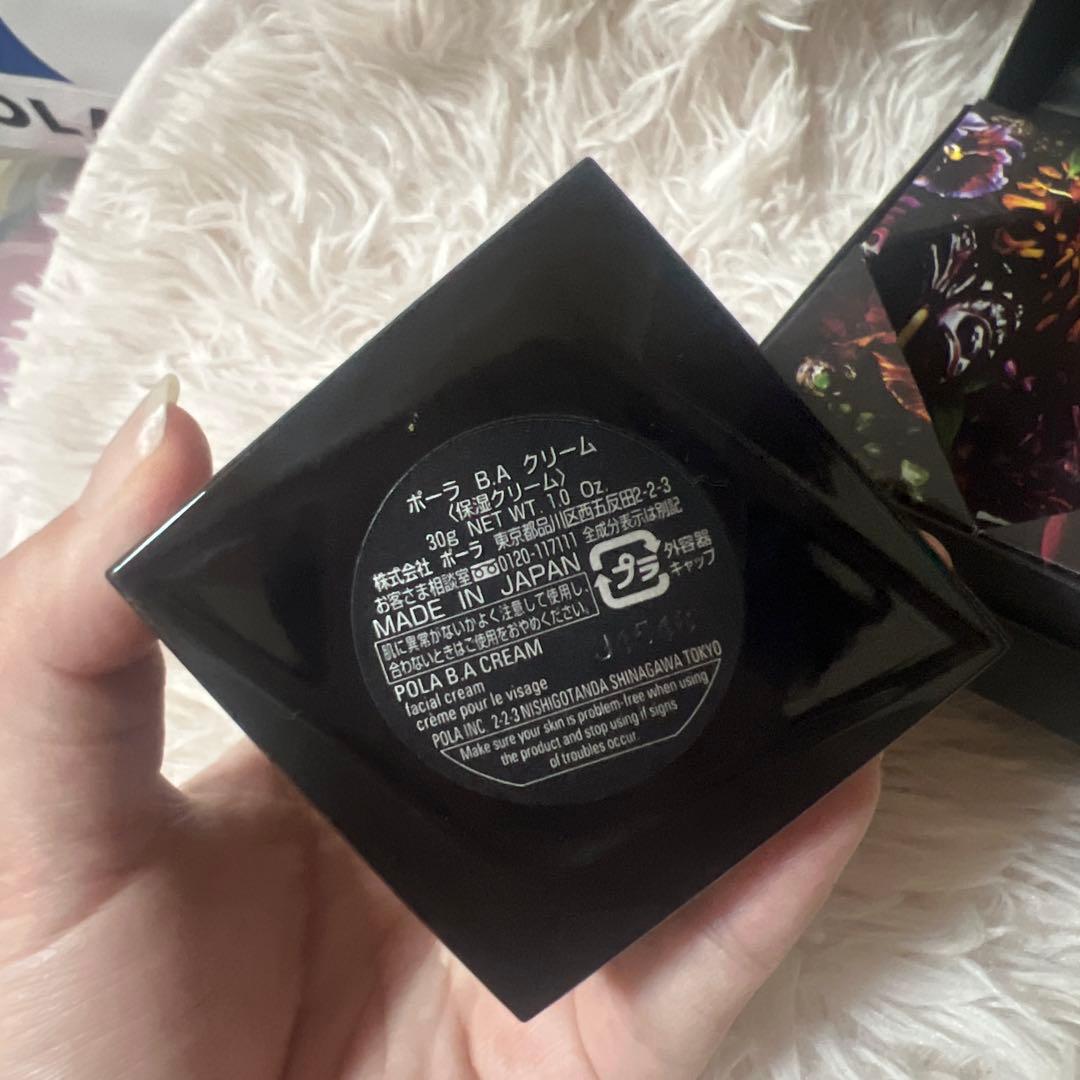 ポーラ B.A クリーム
〈保湿クリーム〉
30g NET WT. 1.0 Oz.
株式会社 ポーラ 東京都品川区西五反田2-2-3
お客さま相談室 0120-117111 全成分表示は別記
MADE IN JAPAN
プラ
外容器
キャップ
肌に異常がないかよく注意して使用し、
合わないときはご使用をおやめください。
POLA B.A CREAM
facial cream
crème pour le visage
POLA INC. 2-2-3 NISHIGOTANDA SHINAGAWA TOKYO
Make sure your skin is problem-free when using
the product and stop using if signs
of troubles occur.